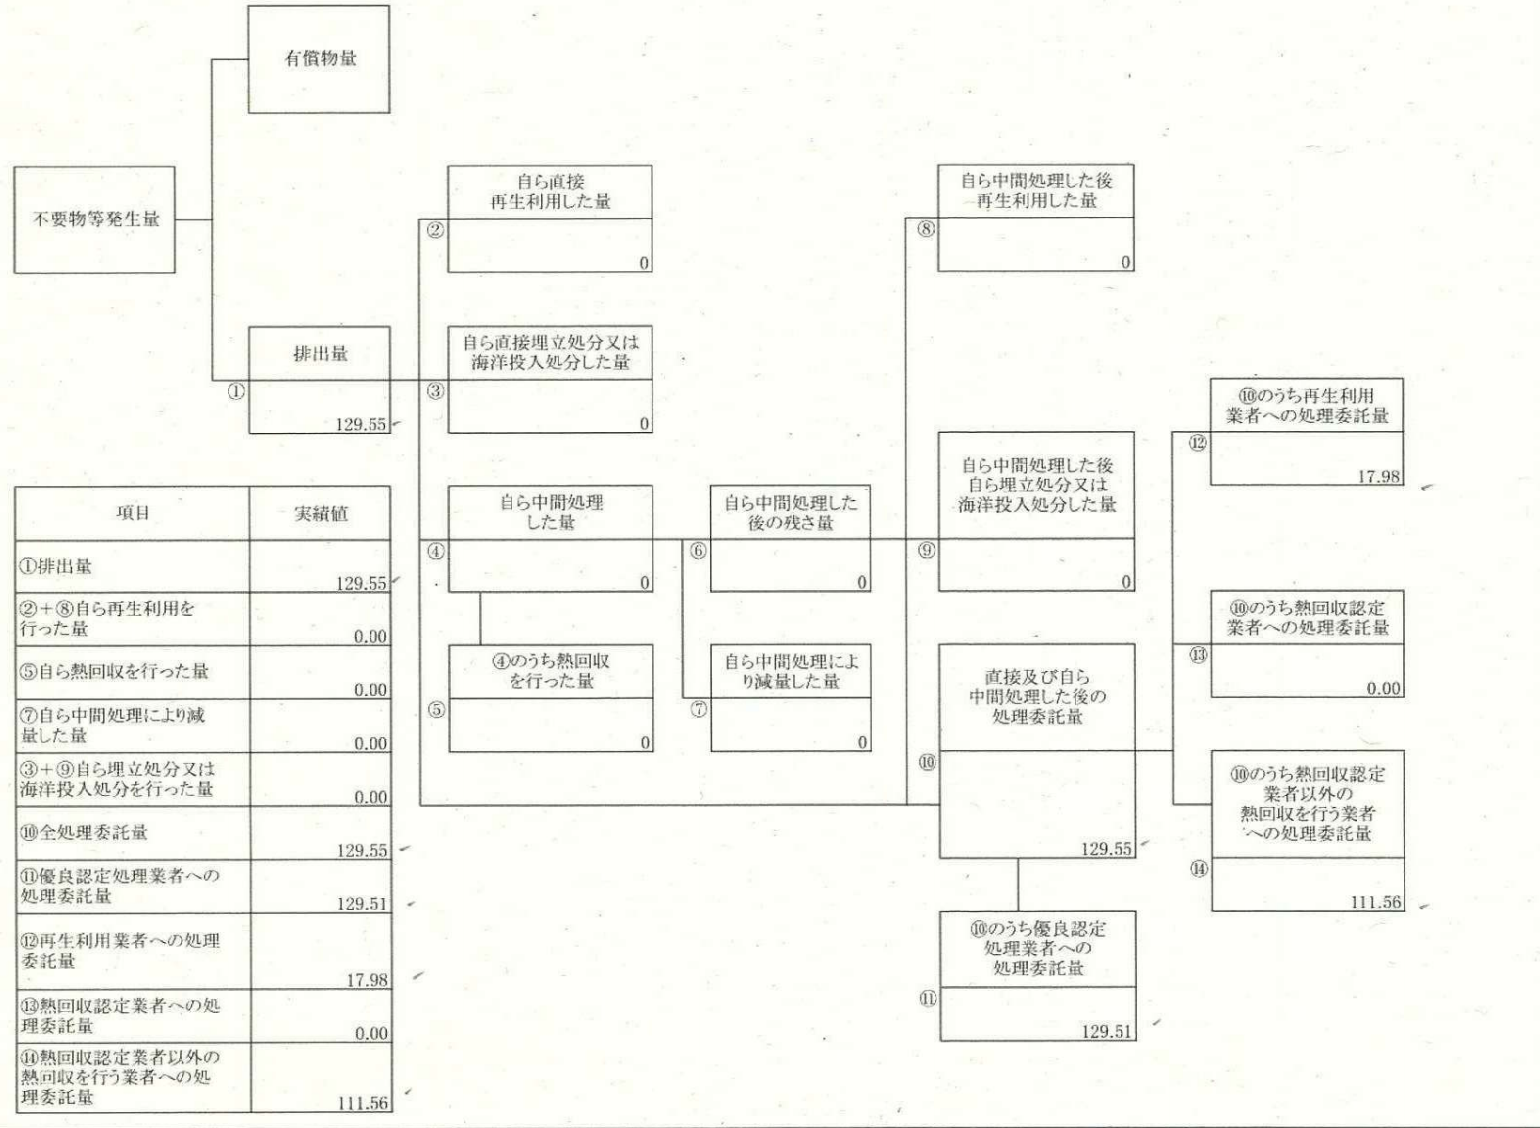 有償物量
不要物等発生量
排出量
①
129.55
自ら直接
再生利用した量
②
0
自ら直接埋立処分又は
海洋投入処分した量
③
0
自ら中間処理
した量
④
0
④のうち熱回収
を行った量
⑤
0
自ら中間処理した
後の残さ量
⑥
0
自ら中間処理によ
り減量した量
⑦
0
自ら中間処理した後
再生利用した量
⑧
0
自ら中間処理した後
自ら埋立処分又は
海洋投入処分した量
⑨
0
直接及び自ら
中間処理した後の
処理委託量
⑩
129.55
⑩のうち優良認定
処理業者への
処理委託量
⑪
129.51
⑩のうち再生利用
業者への処理委託量
⑫
17.98
⑩のうち熱回収認定
業者への処理委託量
⑬
0.00
⑩のうち熱回収認定
業者以外の
熱回収を行う業者
への処理委託量
⑭
111.56
項目 実績値
①排出量
129.55
②+⑧自ら再生利用を
行った量
0.00
⑤自ら熱回収を行った量
0.00
⑦自ら中間処理により減
量した量
0.00
③+⑨自ら埋立処分又は
海洋投入処分を行った量
0.00
⑩全処理委託量
129.55
⑪優良認定処理業者への
処理委託量
129.51
⑫再生利用業者への処理
委託量
17.98
⑬熱回収認定業者への処
理委託量
0.00
⑭熱回収認定業者以外の
熱回収を行う業者への処
理委託量
111.56